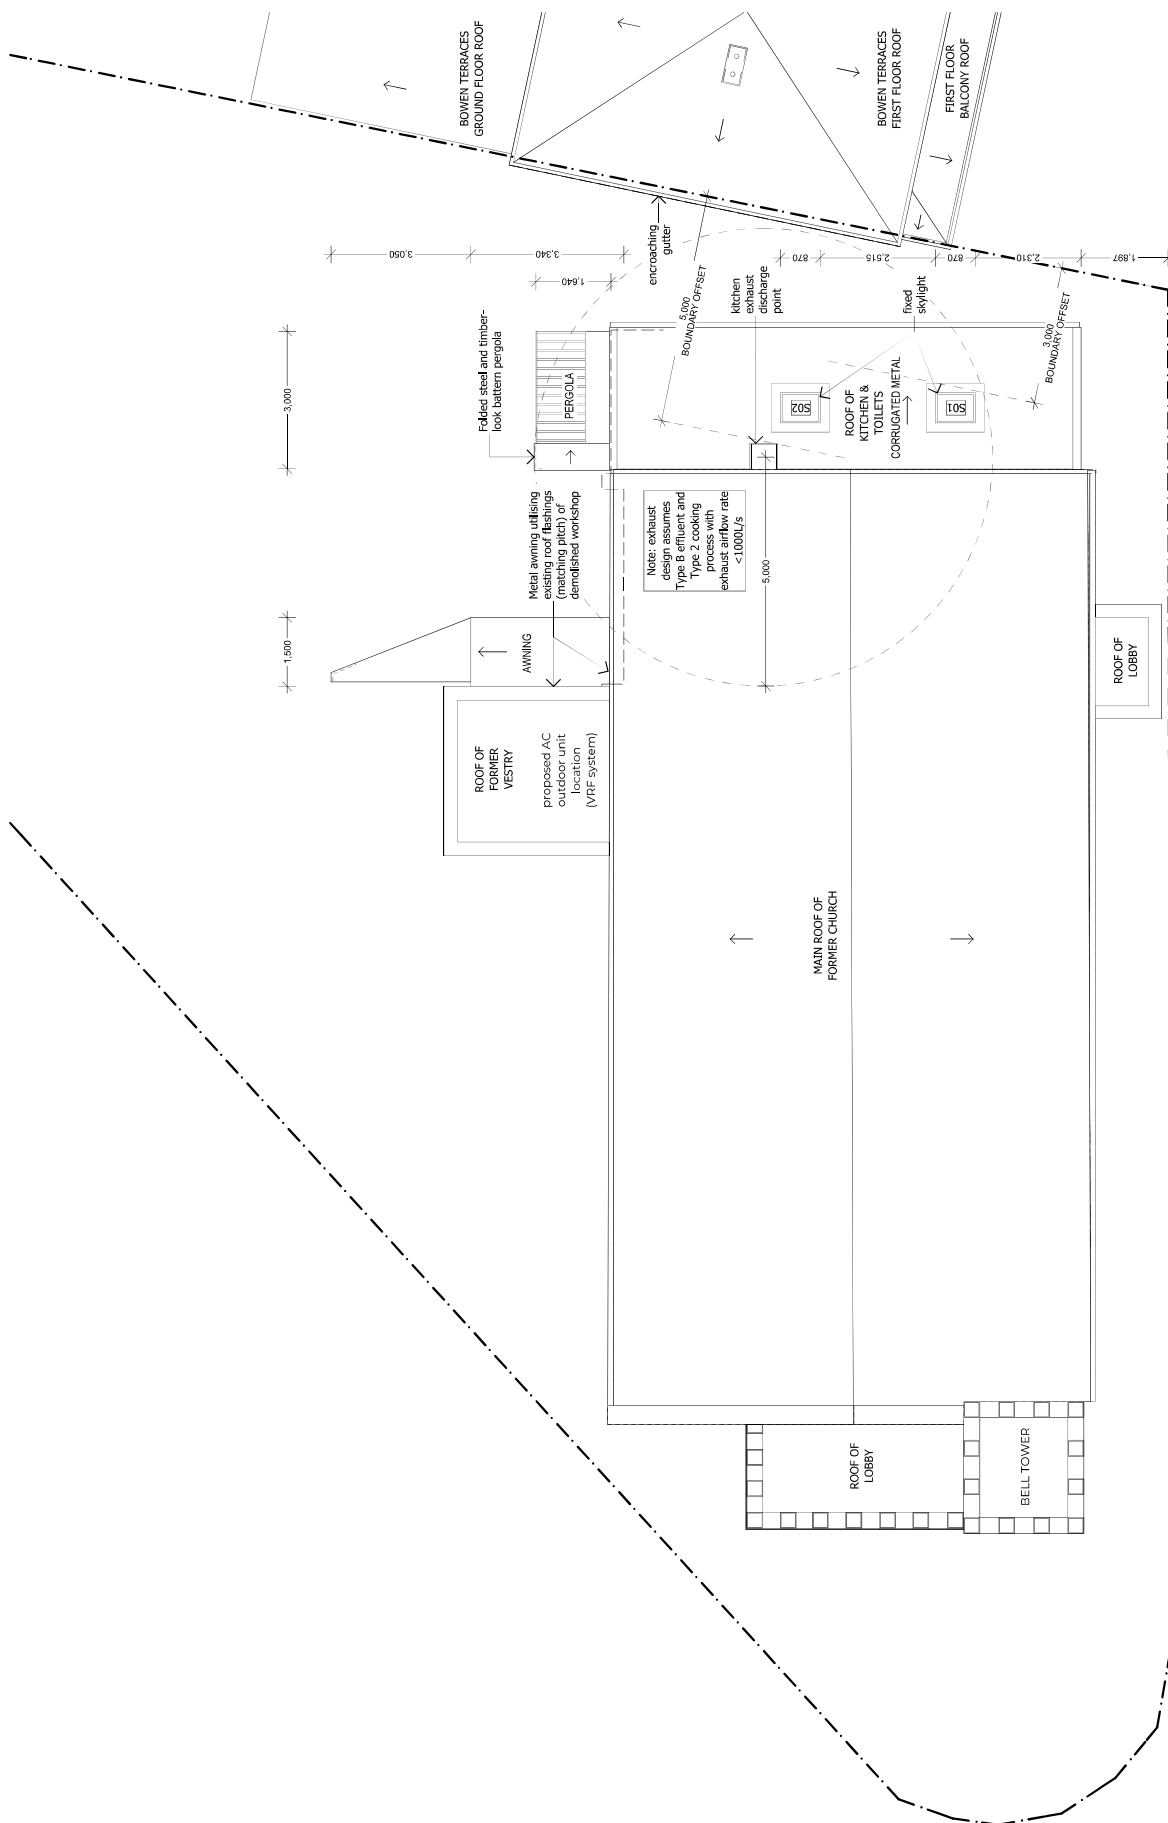 BOWEN TERRACES
GROUND FLOOR ROOF
BOWEN TERRACES
FIRST FLOOR ROOF
FIRST FLOOR
BALCONY ROOF
encroaching
gutter
3,050
3,340
1,640
870
2,515
870
2,310
1,897
5,000
BOUNDARY OFFSET
3,000
BOUNDARY OFFSET
kitchen
exhaust
discharge
point
fixed
skylight
Folded steel and timber-
look battern pergola
3,000
PERGOLA
S02
S01
ROOF OF
KITCHEN &
TOILETS
CORRUGATED METAL
Metal awning utilising
existing roof flashings
(matching pitch) of
demolished workshop
Note: exhaust
design assumes
Type B effluent and
Type 2 cooking
process with
exhaust airflow rate
<1000L/s
5,000
1,500
AWNING
ROOF OF
LOBBY
ROOF OF
FORMER
VESTRY
proposed AC
outdoor unit
location
(VRF system)
MAIN ROOF OF
FORMER CHURCH
ROOF OF
LOBBY
BELL TOWER